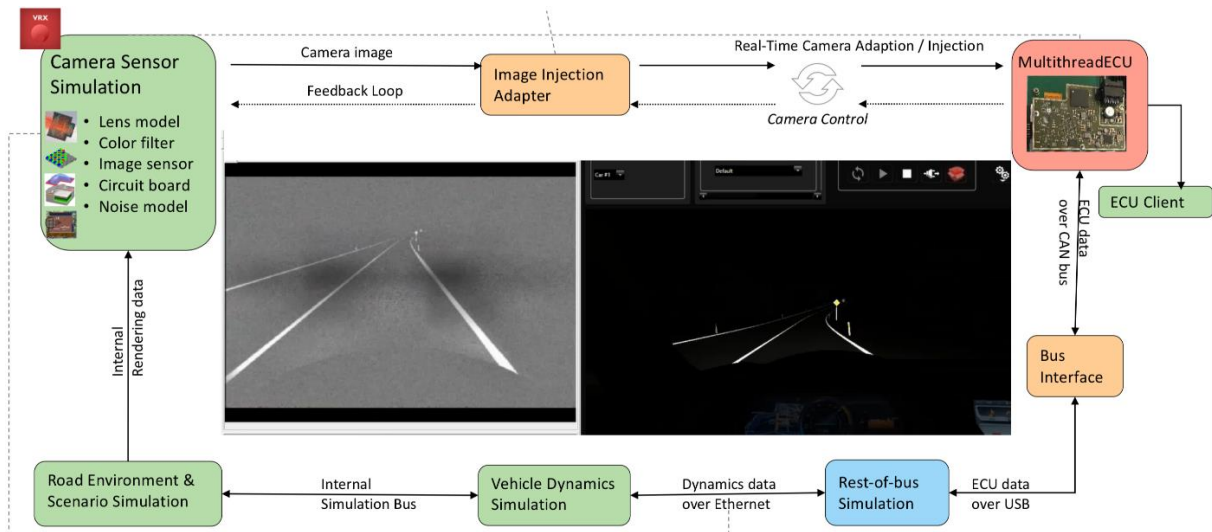 VRX
Camera Sensor
Simulation
• Lens model
• Color filter
• Image sensor
• Circuit board
• Noise model
Camera image
Feedback Loop
Image Injection
Adapter
Real-Time Camera Adaption / Injection
Camera Control
MultithreadECU
ECU Client
ECU data
over CAN bus
Car #1
Default
Internal
Rendering data
Bus
Interface
Road Environment &
Scenario Simulation
Internal
Simulation Bus
Vehicle Dynamics
Simulation
Dynamics data
over Ethernet
Rest-of-bus
Simulation
ECU data
over USB